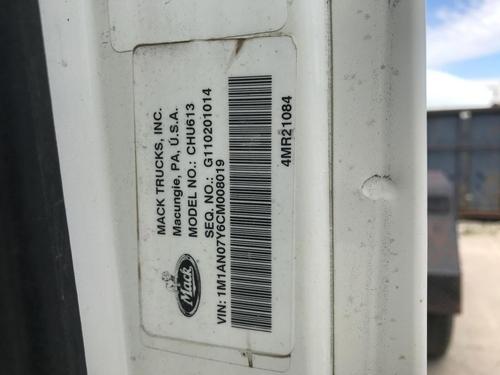 MACK TRUCKS, INC.
Macungie, PA, U.S.A.
MODEL NO.: CHU613
SEQ. NO.: G110201014
VIN: 1M1AN07Y6CM008019
4MR21084
Mack